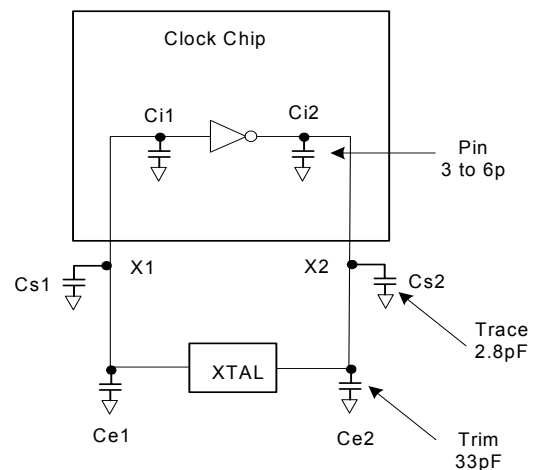 Clock Chip
Ci1
Ci2
Pin
3 to 6p
X1
X2
Cs1
Cs2
Trace
2.8pF
XTAL
Ce1
Ce2
Trim
33pF